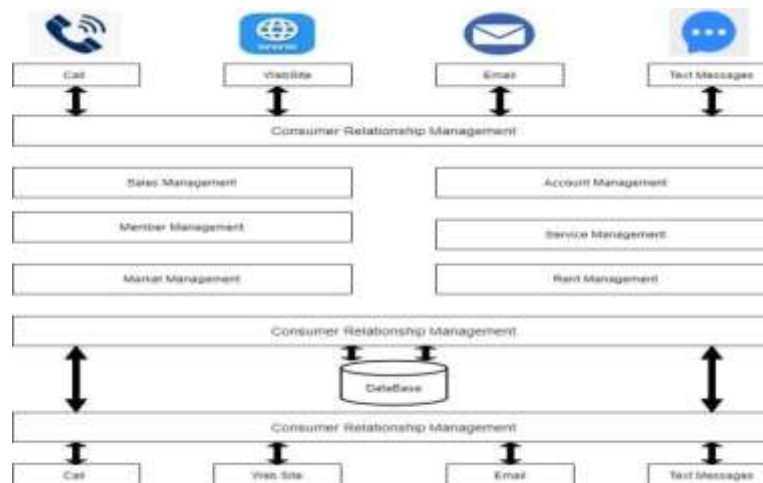 www
Call
WebSite
Email
Text Messages
Consumer Relationship Management
Sales Management
Account Management
Member Management
Service Management
Market Management
Rent Management
Consumer Relationship Management
DataBase
Consumer Relationship Management
Call
Web Site
Email
Text Messages